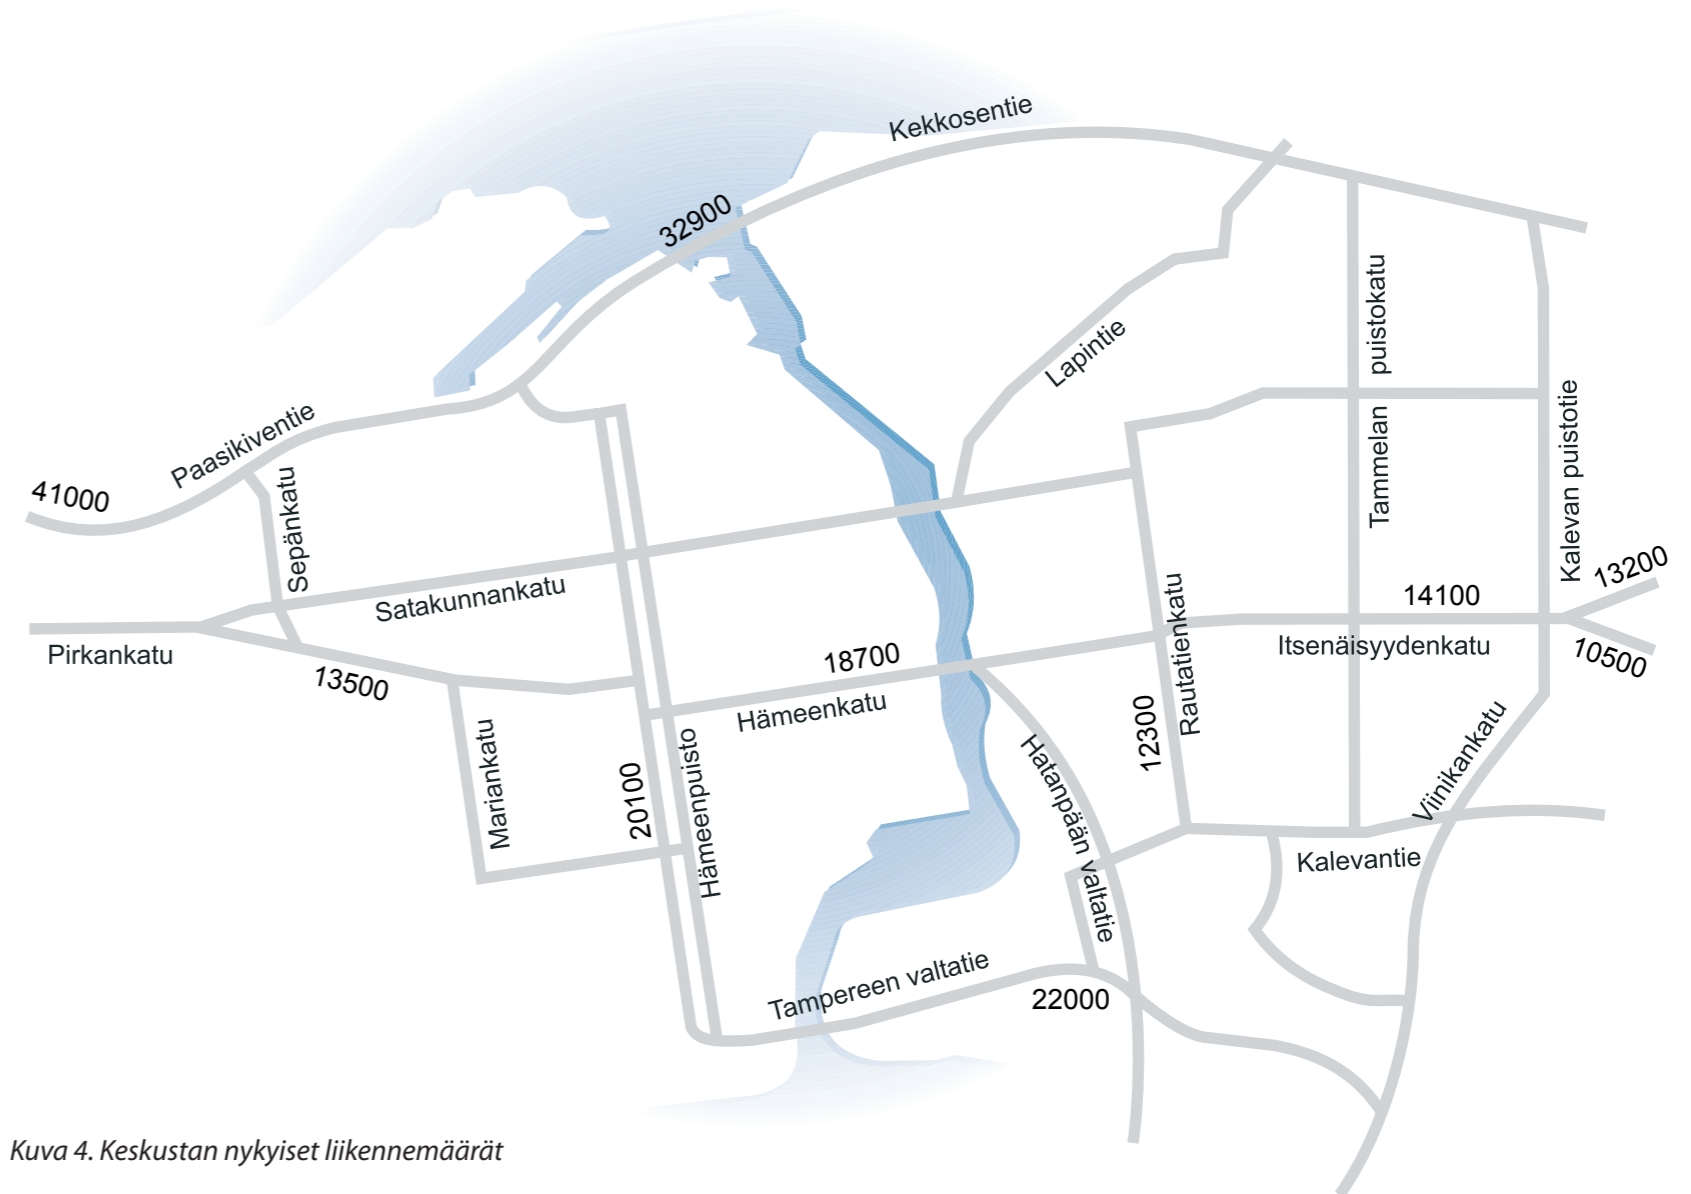 Kekkosentie
32900
puistokatu
Lapintie
Paasikiventie
41000
Sepänkatu
Tammelan
Kalevan puistotie
13200
14100
Satakunnankatu
Pirkankatu
13500
18700
Itsenäisyydenkatu
10500
Rautatienkatu
Hämeenkatu
12300
Mariankatu
20100
Hämeenpuisto
Hatanpään valtatie
Viinikankatu
Kalevantie
Tampereen valtatie
22000
Kuva 4. Keskustan nykyiset liikennemäärät